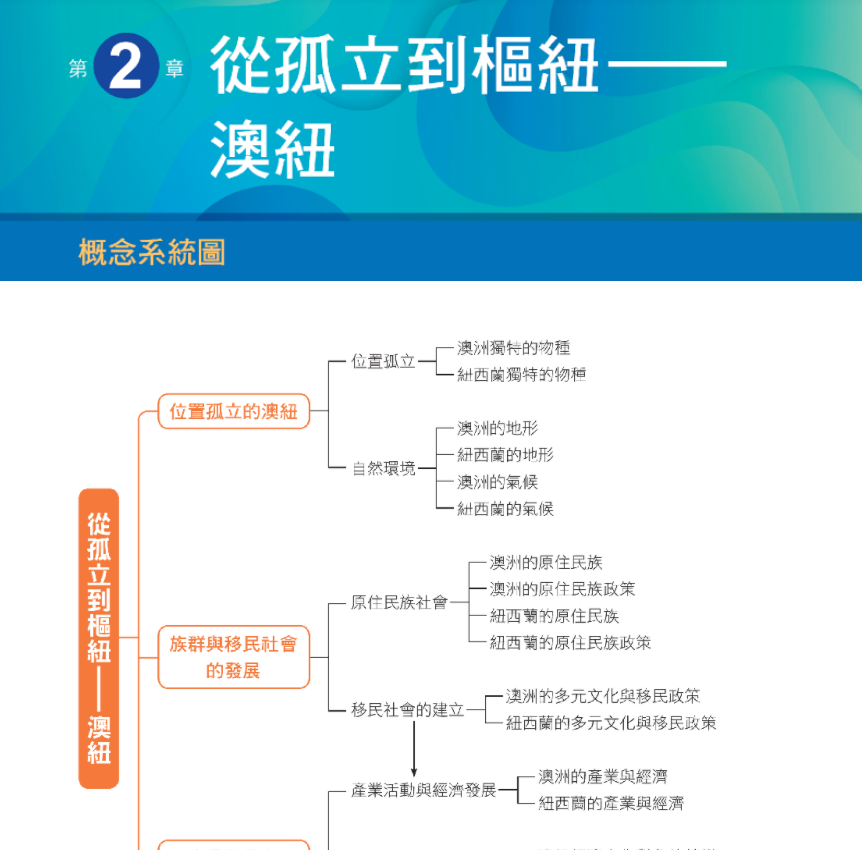 第 2 章 從孤立到樞紐——
澳紐
概念系統圖
從孤立到樞紐——澳紐
位置孤立的澳紐
位置孤立
澳洲獨特的物種
紐西蘭獨特的物種
自然環境
澳洲的地形
紐西蘭的地形
澳洲的氣候
紐西蘭的氣候
族群與移民社會
的發展
原住民族社會
澳洲的原住民族
澳洲的原住民族政策
紐西蘭的原住民族
紐西蘭的原住民族政策
移民社會的建立
澳洲的多元文化與移民政策
紐西蘭的多元文化與移民政策
產業活動與經濟發展
澳洲的產業與經濟
紐西蘭的產業與經濟